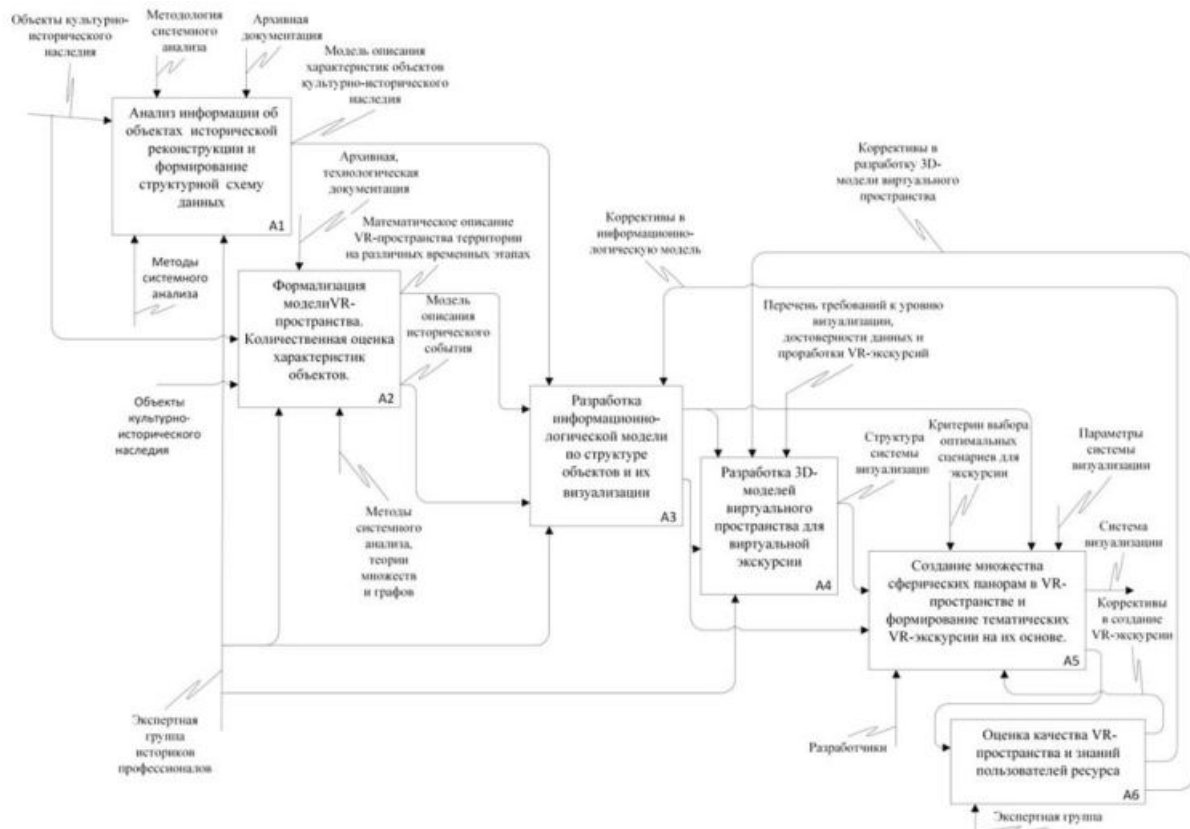 Объекты культурно-
исторического
наследия
Методология
системного
анализа
Архивная
документация
Модель описания
характеристик объектов
культурно-исторического
наследия
Анализ информации об
объектах исторической
реконструкции и
формирование
структурной схему
данных
A1
Методы
системного
анализа
Архивная,
технологическая
документация
Математическое описание
VR-пространства территории
на различных временных этапах
Формализация
моделиVR-
пространства.
Количественная оценка
характеристик
объектов.
A2
Модель
описания
исторического
события
Объекты
культурно-
исторического
наследия
Методы
системного
анализа,
теории
множеств
и графов
Экспертная
группа
историков
профессионалов
Коррективы в
информационно-
логическую модель
Коррективы в
разработку 3D-
модели виртуального
пространства
Перечень требований к уровню
визуализации,
достоверности данных и
проработки VR-экскурсий
Разработка
информационно-
логической модели
по структуре
объектов и их
визуализации
A3
Разработка 3D-
моделей
виртуального
пространства для
виртуальной
экскурсии
A4
Структура
системы
визуализаци
Критерии выбора
оптимальных
сценариев для
экскурсии
Параметры
системы
визуализации
Система
визуализации
Создание множества
сферических панорам в VR-
пространстве и
формирование тематических
VR-экскурсии на их основе.
A5
Коррективы
в создание
VR-экскурсии
Разработчики
Оценка качества VR-
пространства и знаний
пользователей ресурса
A6
Экспертная группа